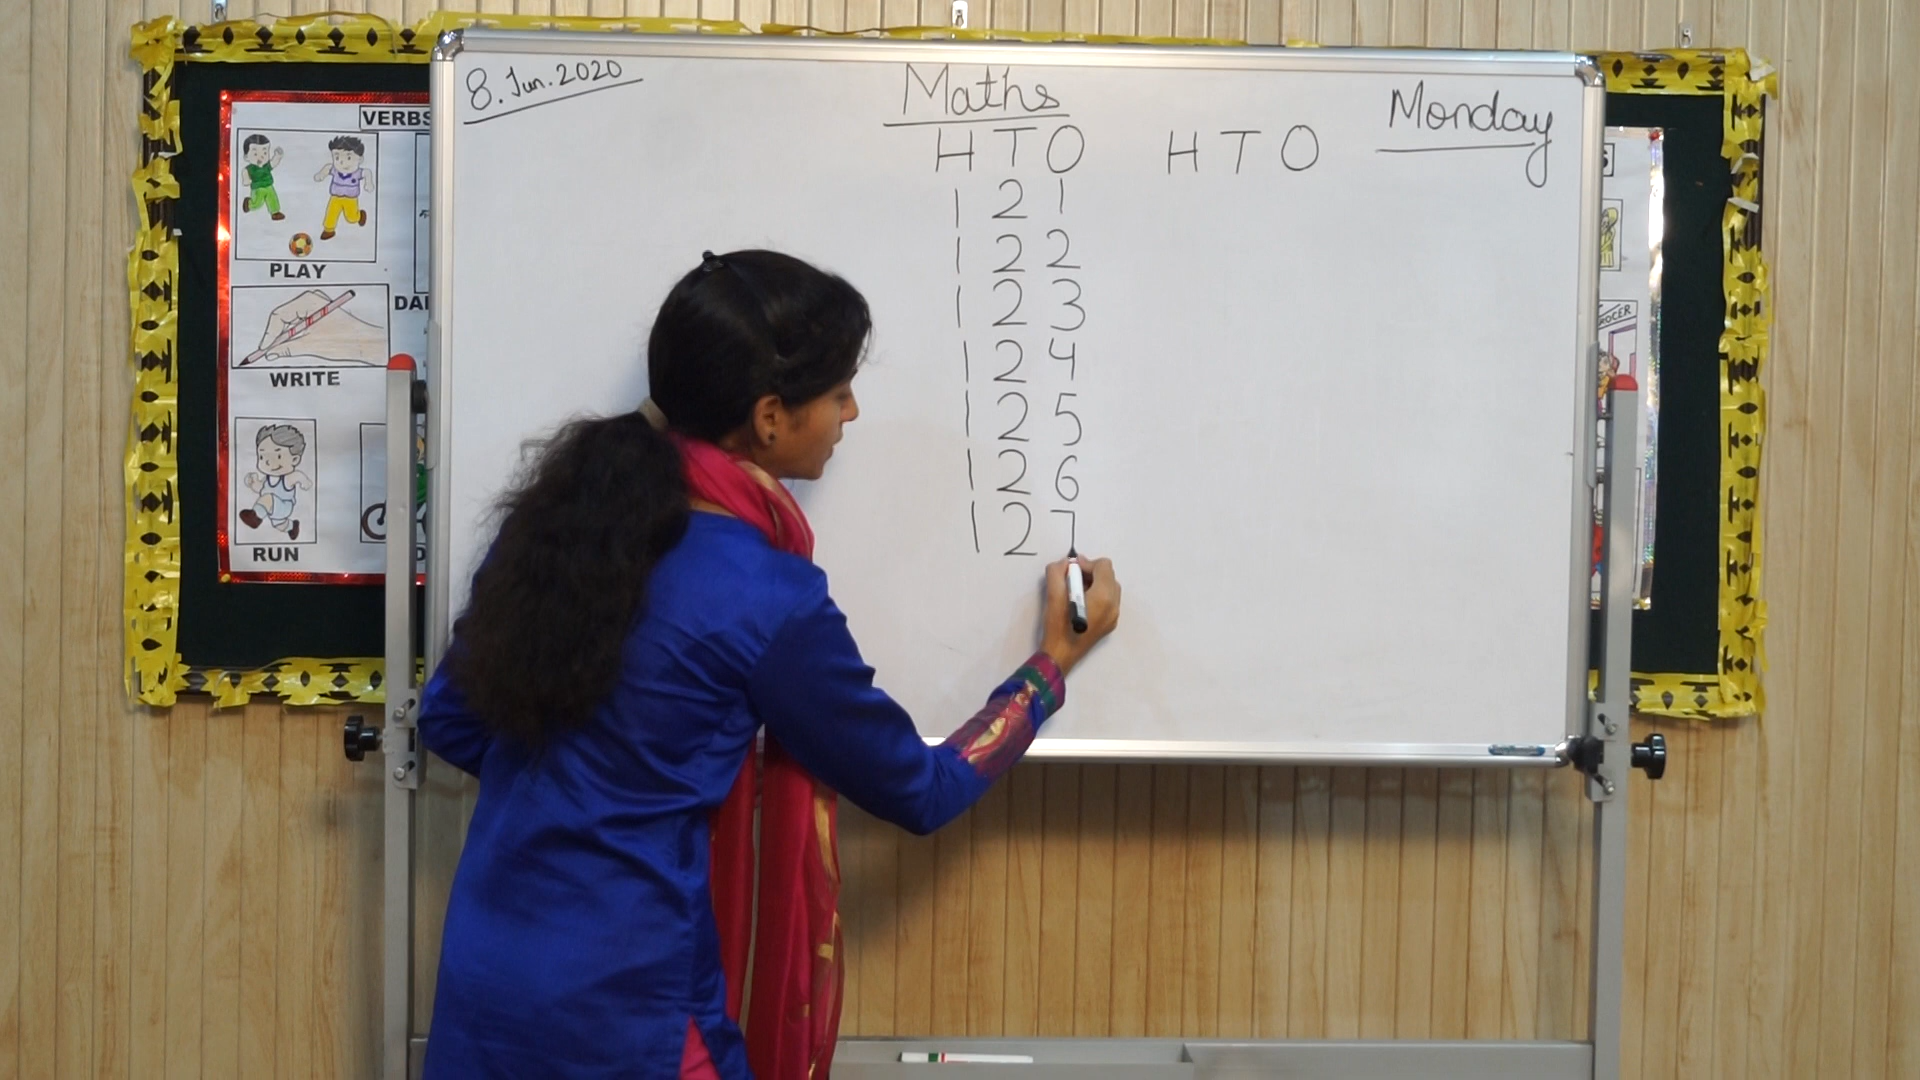 8. Jun. 2020
Maths
Monday
H T O
H T O
1 2 1
1 2 2
1 2 3
1 2 4
1 2 5
1 2 6
1 2 7
VERBS
PLAY
WRITE
RUN